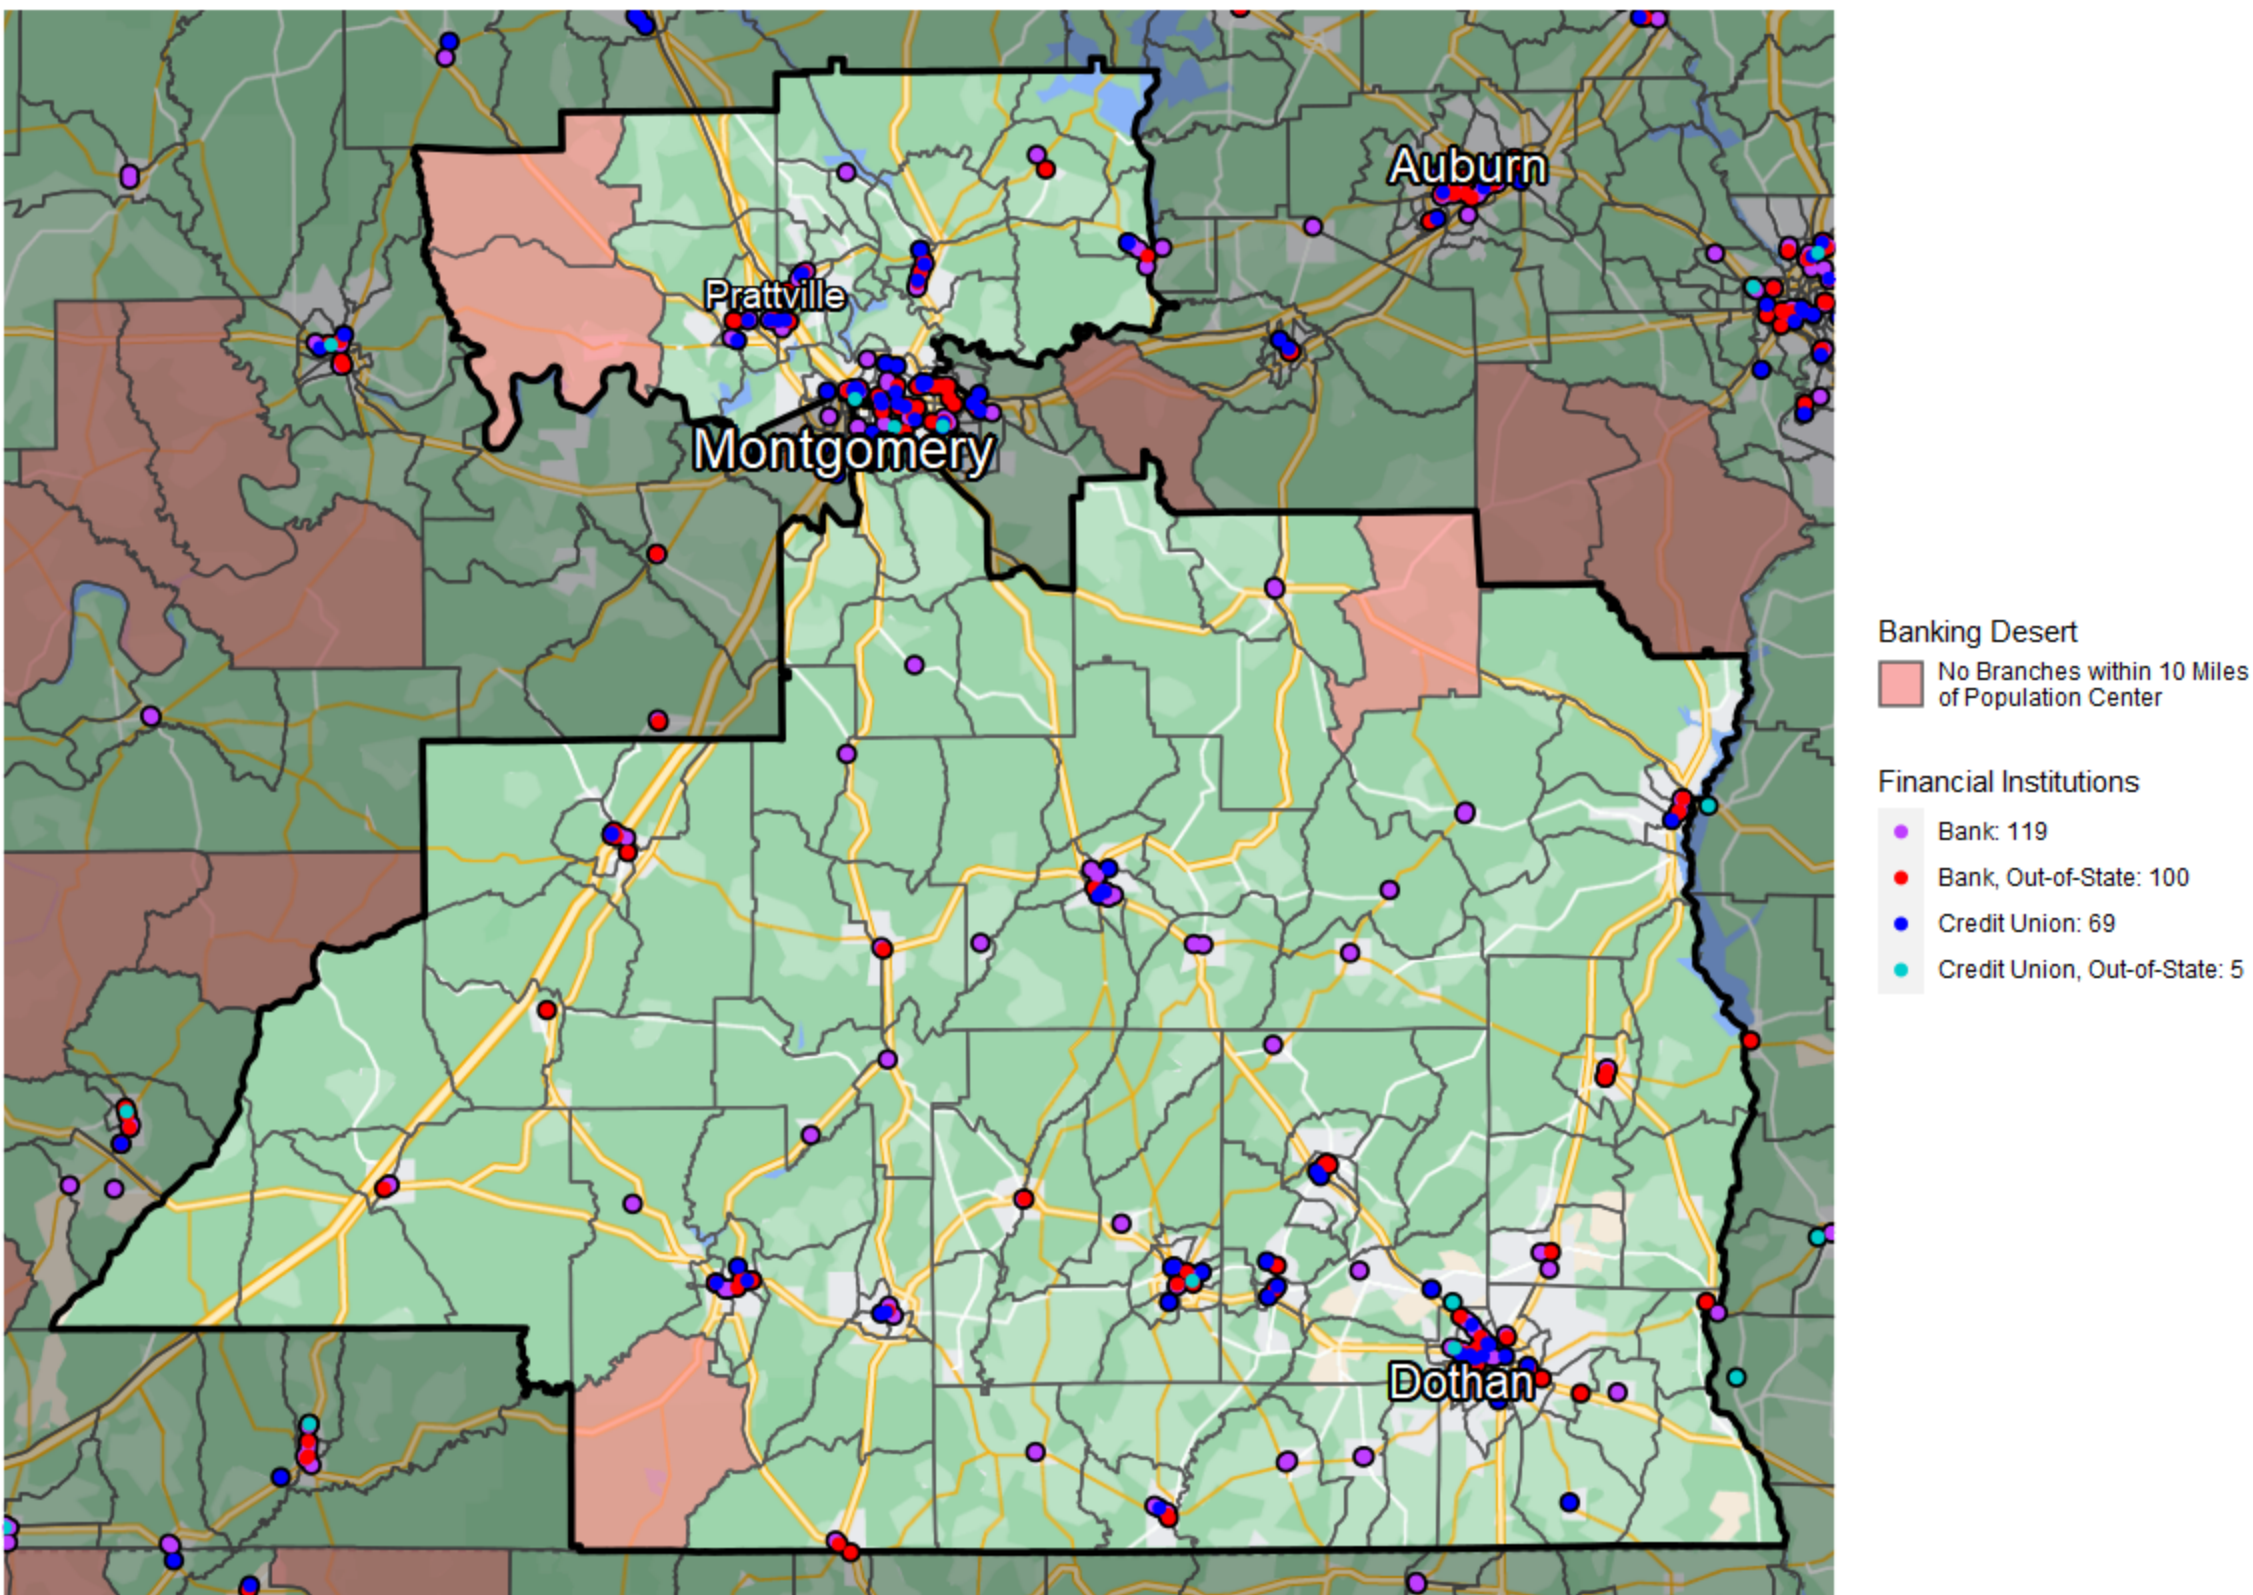 Auburn
Prattville
Montgomery
Dothan
Banking Desert
No Branches within 10 Miles
of Population Center
Financial Institutions
Bank: 119
Bank, Out-of-State: 100
Credit Union: 69
Credit Union, Out-of-State: 5